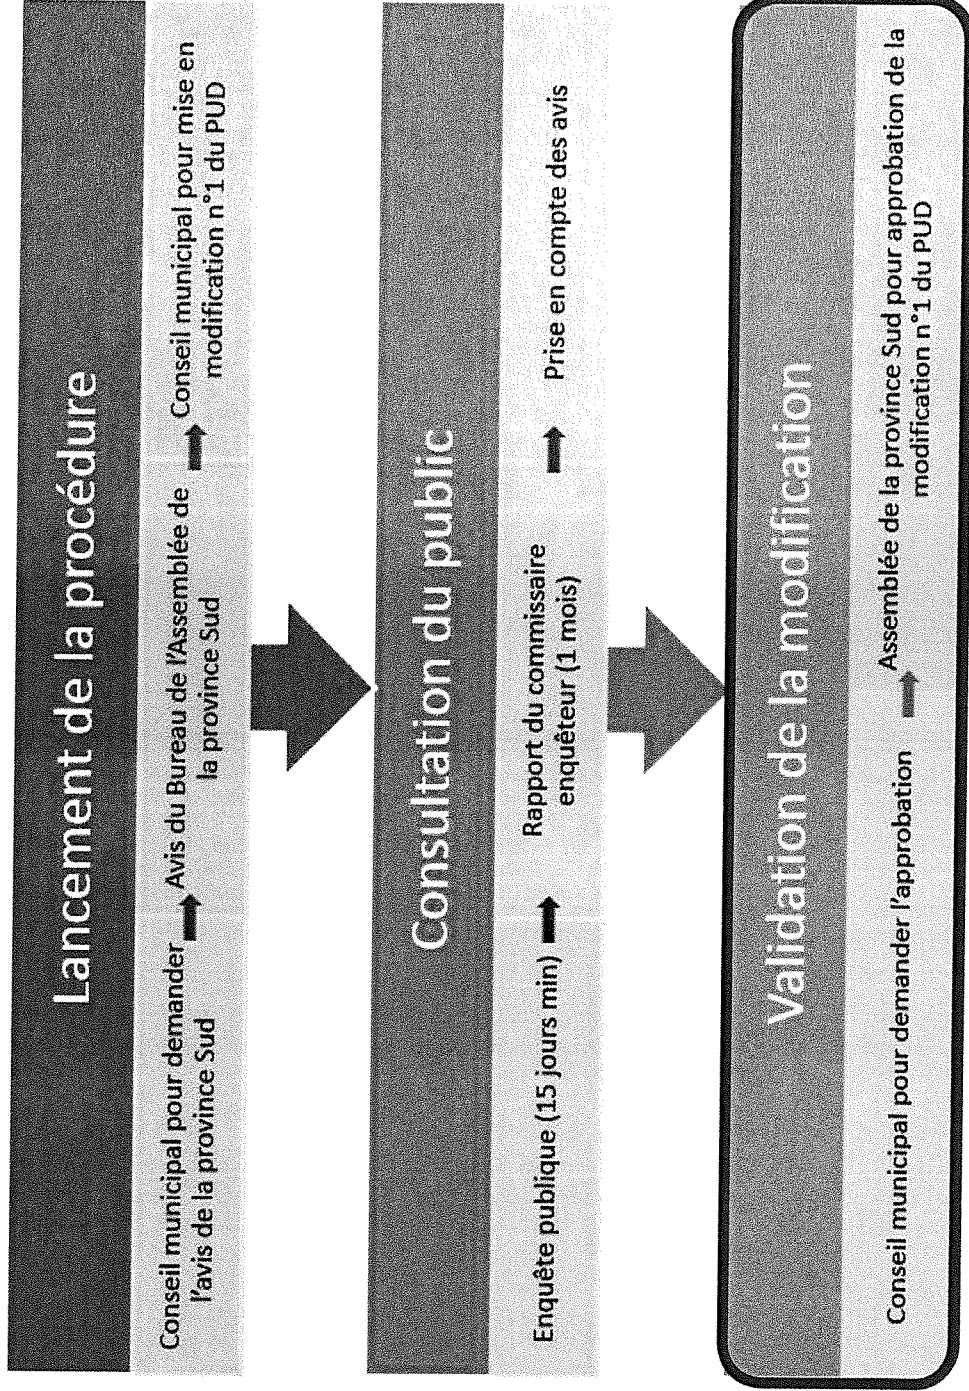 Lancement de la procédure
Conseil municipal pour demander
l'avis de la province Sud
Avis du Bureau de l'Assemblée de
la province Sud
Conseil municipal pour mise en
modification n°1 du PUD
Consultation du public
Enquête publique (15 jours min)
Rapport du commissaire
enquêteur (1 mois)
Prise en compte des avis
Validation de la modification
Conseil municipal pour demander l'approbation
Assemblée de la province Sud pour approbation de la
modification n°1 du PUD